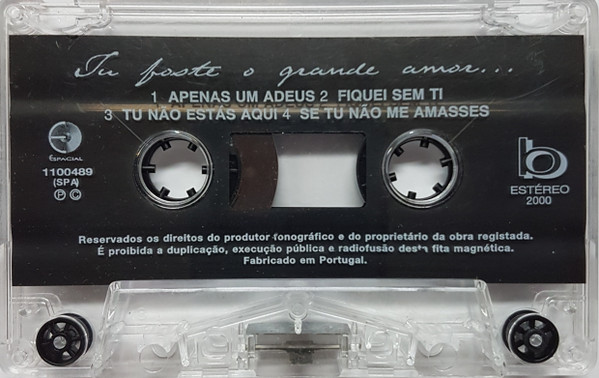 Tu foste o grande amor...
1 APENAS UM ADEUS 2 FIQUEI SEM TI
3 TU NÃO ESTÁS AQUI 4 SE TU NÃO ME AMASSES
ESPACIAL
1100489
(SPA)
Ⓟ ©
b
ESTÉREO
2000
Reservados os direitos do produtor fonográfico e do proprietário da obra registada.
É proibida a duplicação, execução pública e radiofusão desta fita magnética.
Fabricado em Portugal.